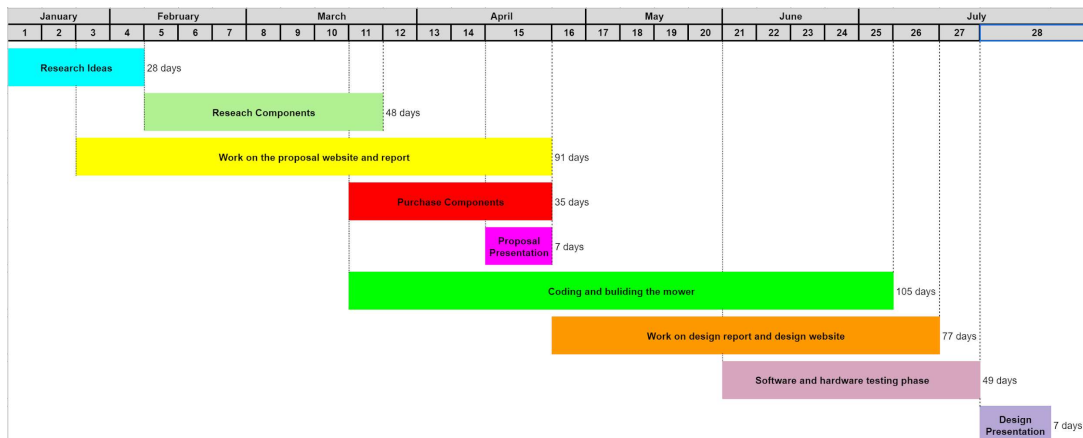 January February March April May June July
1 2 3 4 5 6 7 8 9 10 11 12 13 14 15 16 17 18 19 20 21 22 23 24 25 26 27 28
Research Ideas 28 days
Reseach Components 48 days
Work on the proposal website and report 91 days
Purchase Components 35 days
Proposal
Presentation 7 days
Coding and buliding the mower 105 days
Work on design report and design website 77 days
Software and hardware testing phase 49 days
Design
Presentation 7 days